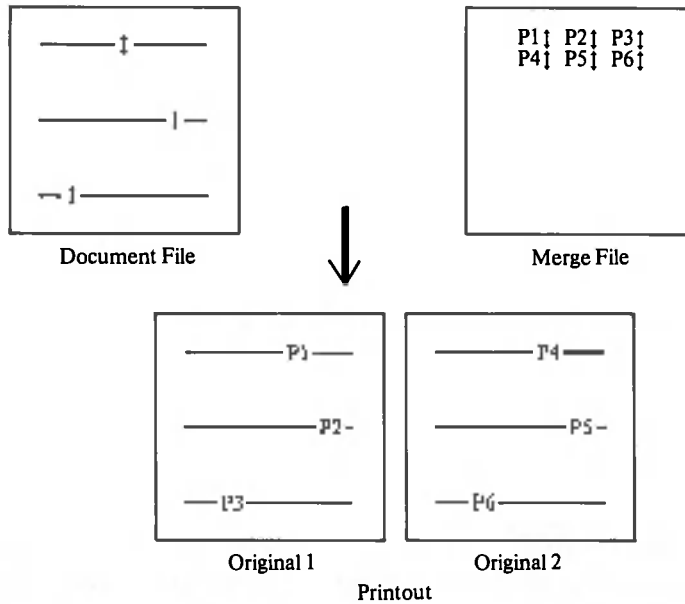 ↕
↕
↕
Document File
P1↕ P2↕ P3↕
P4↕ P5↕ P6↕
Merge File
P1
P2
P3
Original 1
P4
P5
P6
Original 2
Printout